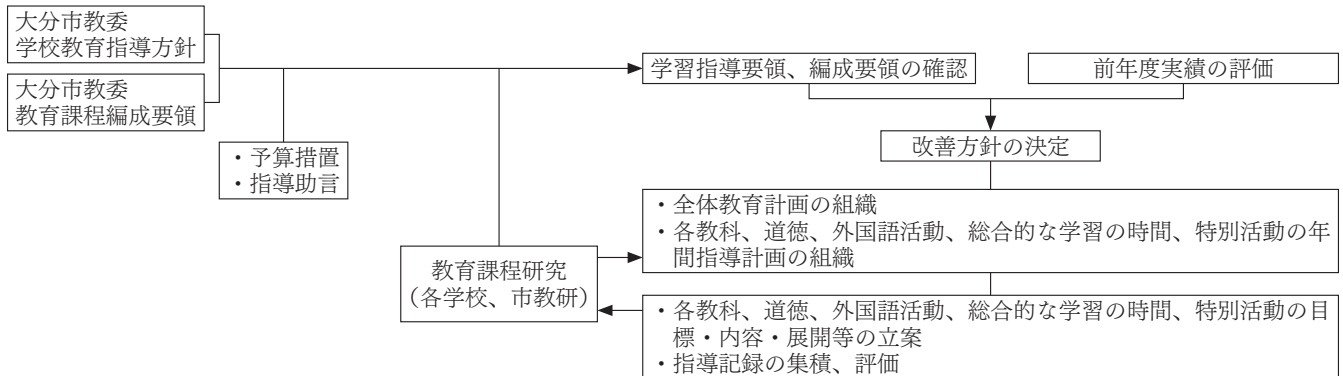 大分市教委
学校教育指導方針
大分市教委
教育課程編成要領
・予算措置
・指導助言
学習指導要領、編成要領の確認
前年度実績の評価
改善方針の決定
・全体教育計画の組織
・各教科、道徳、外国語活動、総合的な学習の時間、特別活動の年
間指導計画の組織
教育課程研究
(各学校、市教研)
・各教科、道徳、外国語活動、総合的な学習の時間、特別活動の目
標・内容・展開等の立案
・指導記録の集積、評価